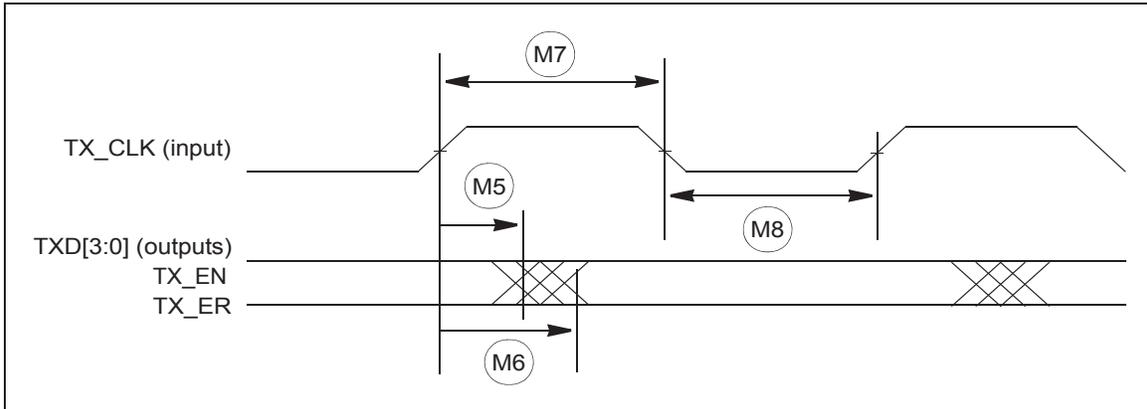 M7
TX_CLK (input)
M5
M8
TXD[3:0] (outputs)
TX_EN
TX_ER
M6